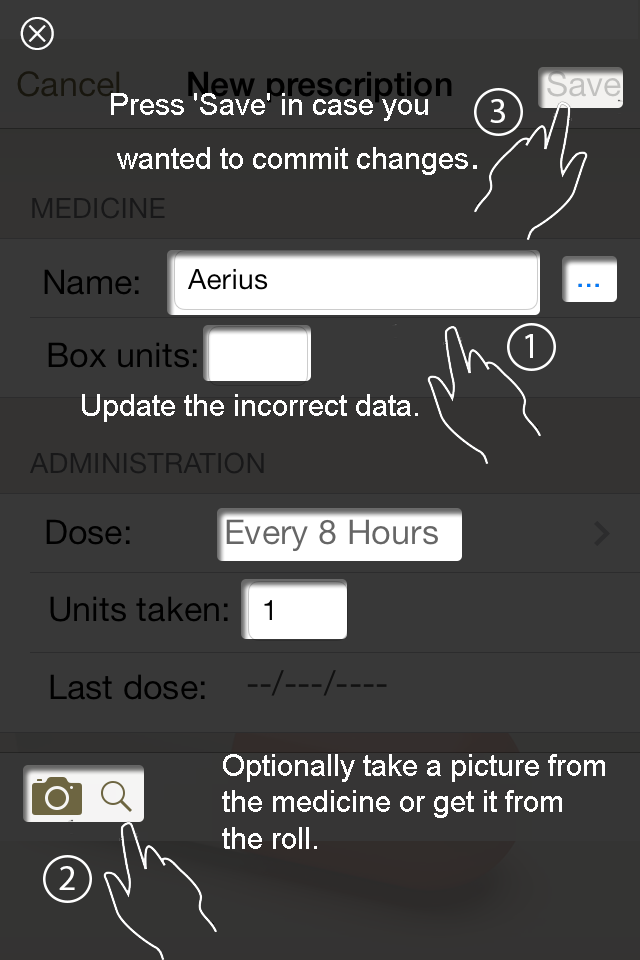 Cancel New prescription Save
Press 'Save' in case you
3
wanted to commit changes.
MEDICINE
Name: Aerius ...
1
Box units:
Update the incorrect data.
ADMINISTRATION
Dose: Every 8 Hours
Units taken: 1
Last dose: --/---/----
Optionally take a picture from
the medicine or get it from
the roll.
2